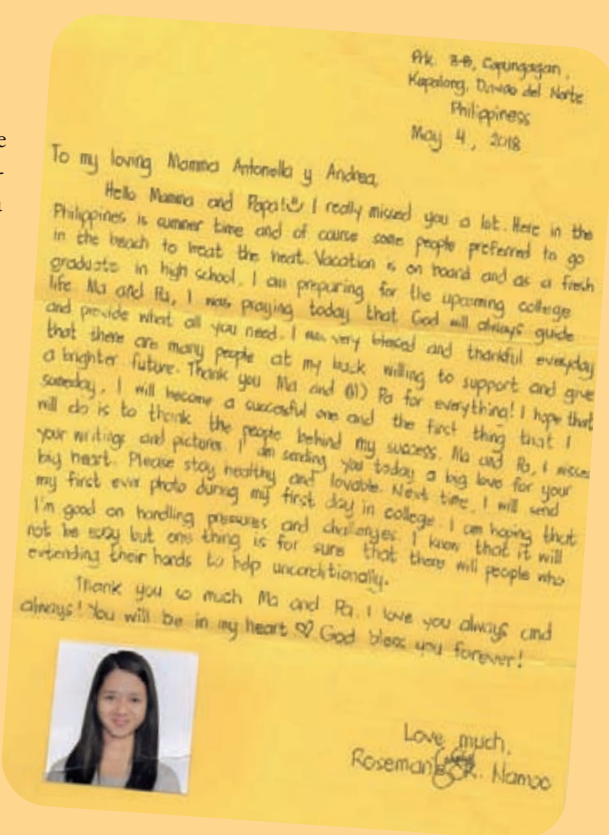 Prk. 3-B, Capungagan,
Kapalong, Davao del Norte
Philippiness
May 4, 2018
To my loving Mamma Antonella y Andrea,
Hello Mamma and Papa! I really missed you a lot. Here in the
Philippines is summer time and of course some people preferred to go
in the beach to treat the heat. Vacation is on board and as a fresh
graduate in high school, I am preparing for the upcoming college
life. Ma and Pa, I was praying today that God will always guide
and provide what all you need. I am very blessed and thankful everyday
that there are many people at my back willing to support and give
a brighter future. Thank you Ma and Pa for everything! I hope that
someday, I will become a succesful one and the first thing that I
will do is to thank the people behind my success. Ma and Pa, I misses
your writings and pictures. I am sending you today a big love for your
big heart. Please stay healthy and lovable. Next time, I will send
my first ever photo during my first day in college. I am hoping that
I'm good on handling pressures and challenges. I know that it will
not be easy but one thing is for sure that there will people who
extending their hands to help unconditionally.
Thank you so much Ma and Pa. I love you always and
always! You will be in my heart ♡ God bless you forever!
Love much,
R. Namoc